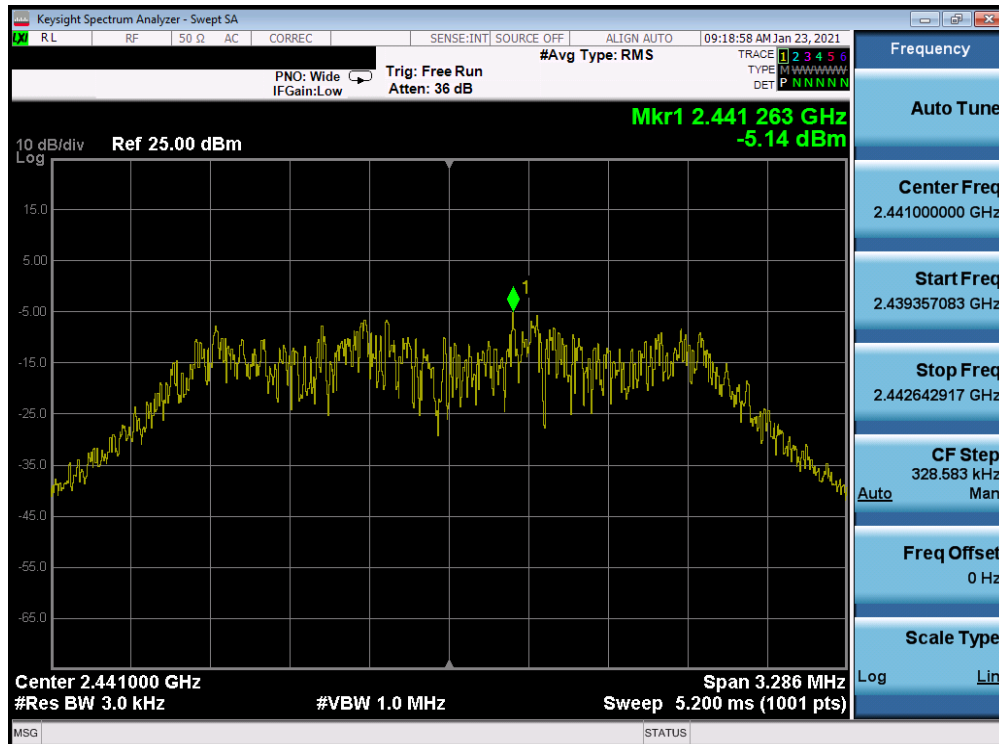 Keysight Spectrum Analyzer - Swept SA
LXI RL RF 50 Ω AC CORREC SENSE:INT SOURCE OFF ALIGN AUTO 09:18:58 AM Jan 23, 2021
#Avg Type: RMS TRACE 1 2 3 4 5 6
PNO: Wide Trig: Free Run TYPE M W W W W W
IFGain:Low Atten: 36 dB DET P N N N N N
Mkr1 2.441 263 GHz
-5.14 dBm
10 dB/div Ref 25.00 dBm
Log
15.0
5.00
1
-5.00
-15.0
-25.0
-35.0
-45.0
-55.0
-65.0
Center 2.441000 GHz Span 3.286 MHz
#Res BW 3.0 kHz #VBW 1.0 MHz Sweep 5.200 ms (1001 pts)
MSG STATUS
Frequency
Auto Tune
Center Freq
2.441000000 GHz
Start Freq
2.439357083 GHz
Stop Freq
2.442642917 GHz
CF Step
328.583 kHz
Auto Man
Freq Offset
0 Hz
Scale Type
Log Lin